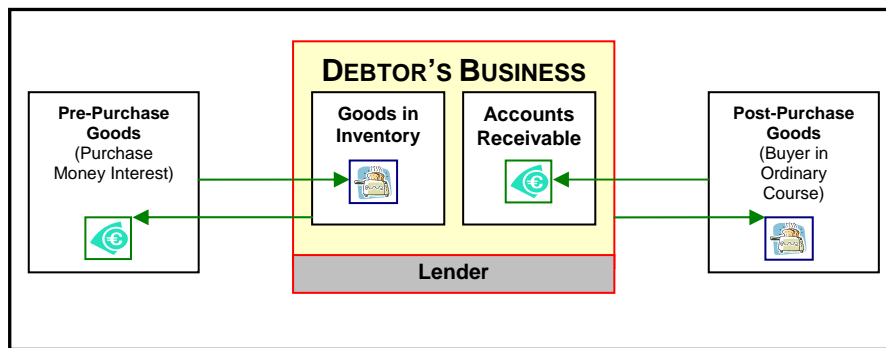 DEBTOR'S BUSINESS
Pre-Purchase
Goods
(Purchase
Money Interest)
Goods in
Inventory
Accounts
Receivable
Post-Purchase
Goods
(Buyer in
Ordinary
Course)
€
€
Lender